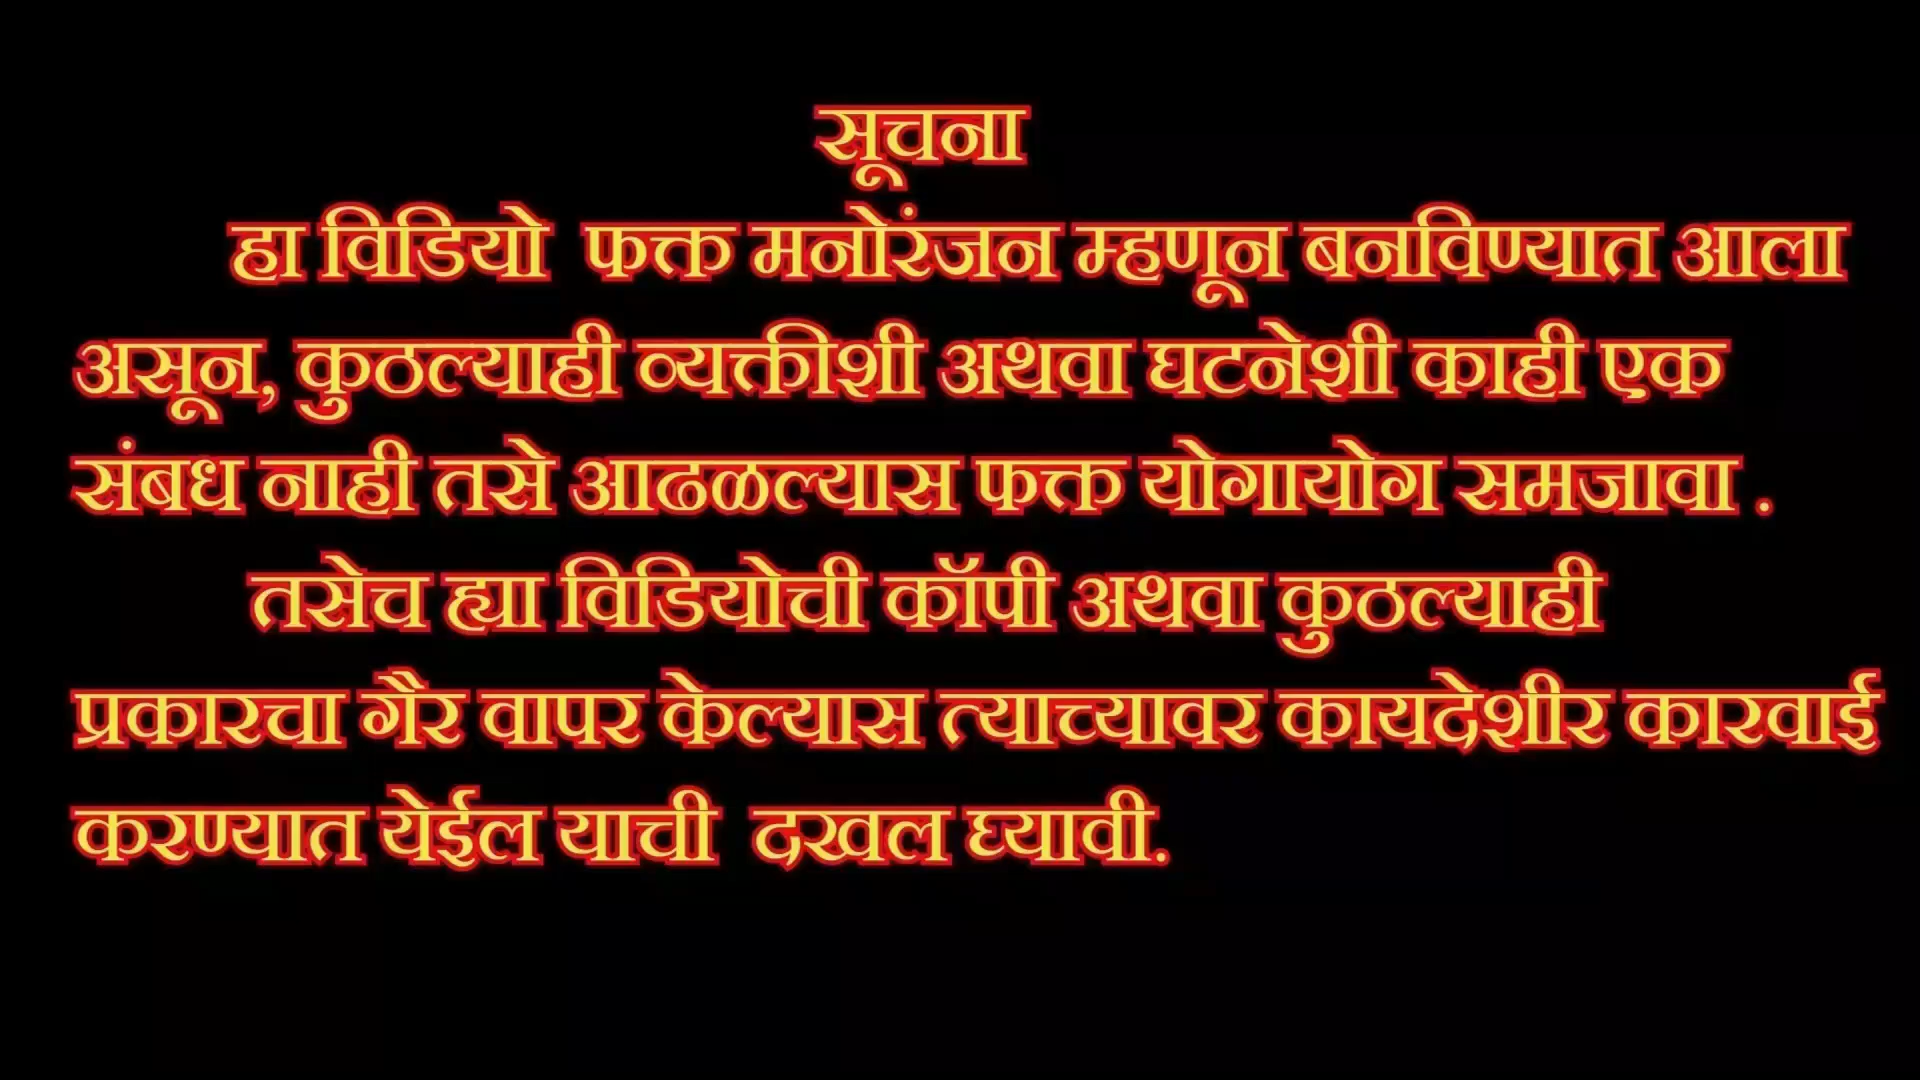 सूचना
हा विडियो फक्त मनोरंजन म्हणून बनविण्यात आला
असून, कुठल्याही व्यक्तीशी अथवा घटनेशी काही एक
संबध नाही तसे आढळल्यास फक्त योगायोग समजावा .
तसेच ह्या विडियोची कॉपी अथवा कुठल्याही
प्रकारचा गैर वापर केल्यास त्याच्यावर कायदेशीर कारवाई
करण्यात येईल याची दखल घ्यावी.